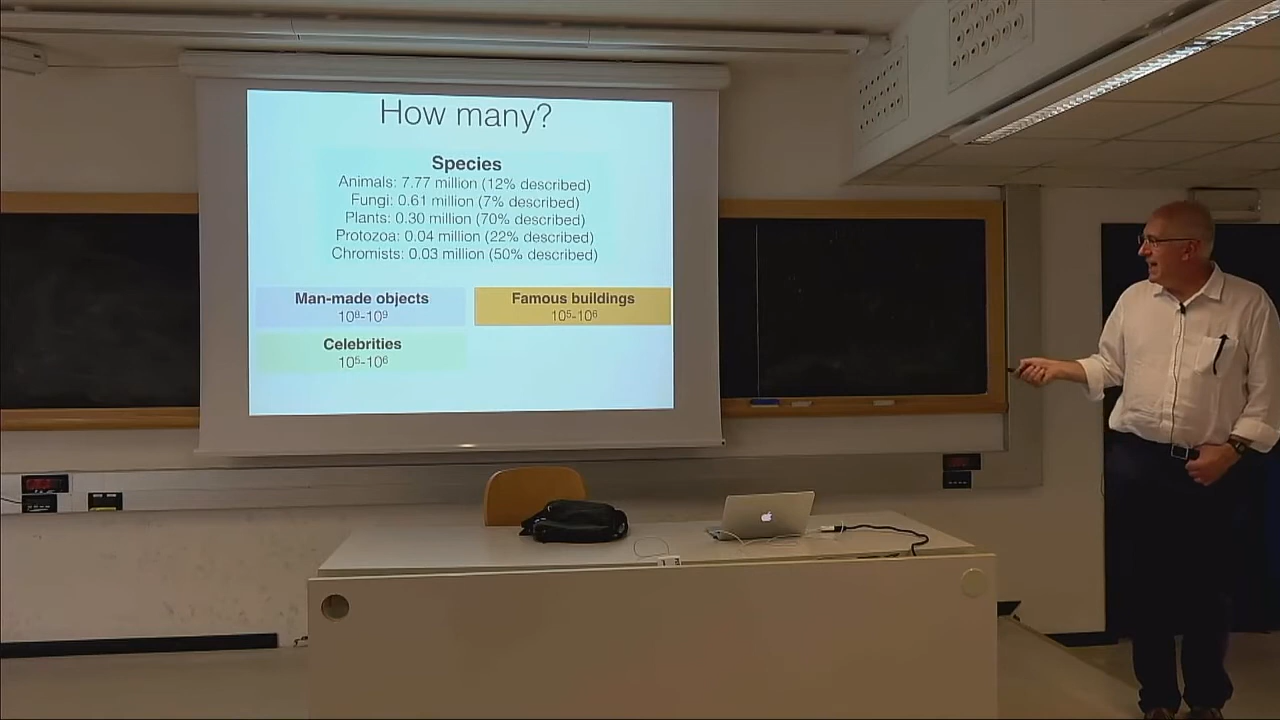 How many?
Species
Animals: 7.77 million (12% described)
Fungi: 0.61 million (7% described)
Plants: 0.30 million (70% described)
Protozoa: 0.04 million (22% described)
Chromists: 0.03 million (50% described)
Man-made objects
10⁸-10⁹
Famous buildings
10⁵-10⁶
Celebrities
10⁵-10⁶